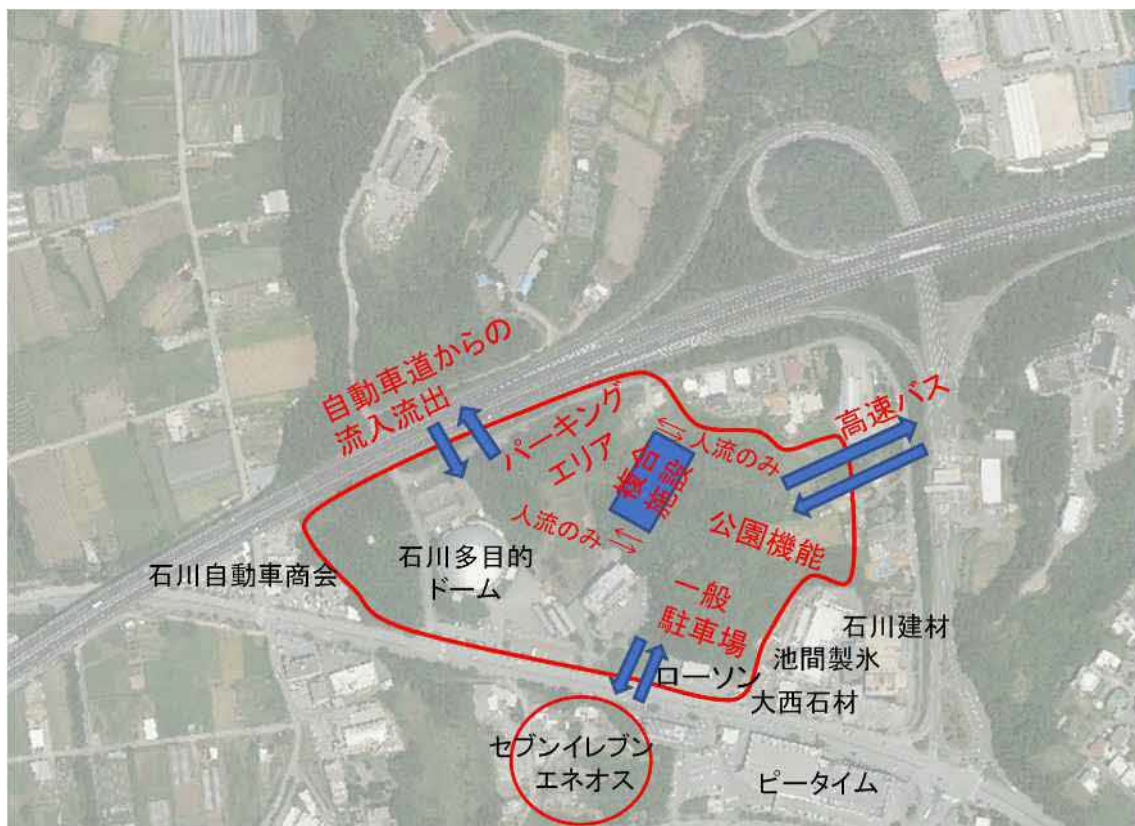 自動車道からの
流入流出
パーキング
エリア
人流のみ
複合
施設
高速バス
人流のみ
公園機能
石川多目的
ドーム
石川自動車商会
一般
駐車場
石川建材
池間製氷
ローソン
大西石材
セブンイレブン
エネオス
ピータイム